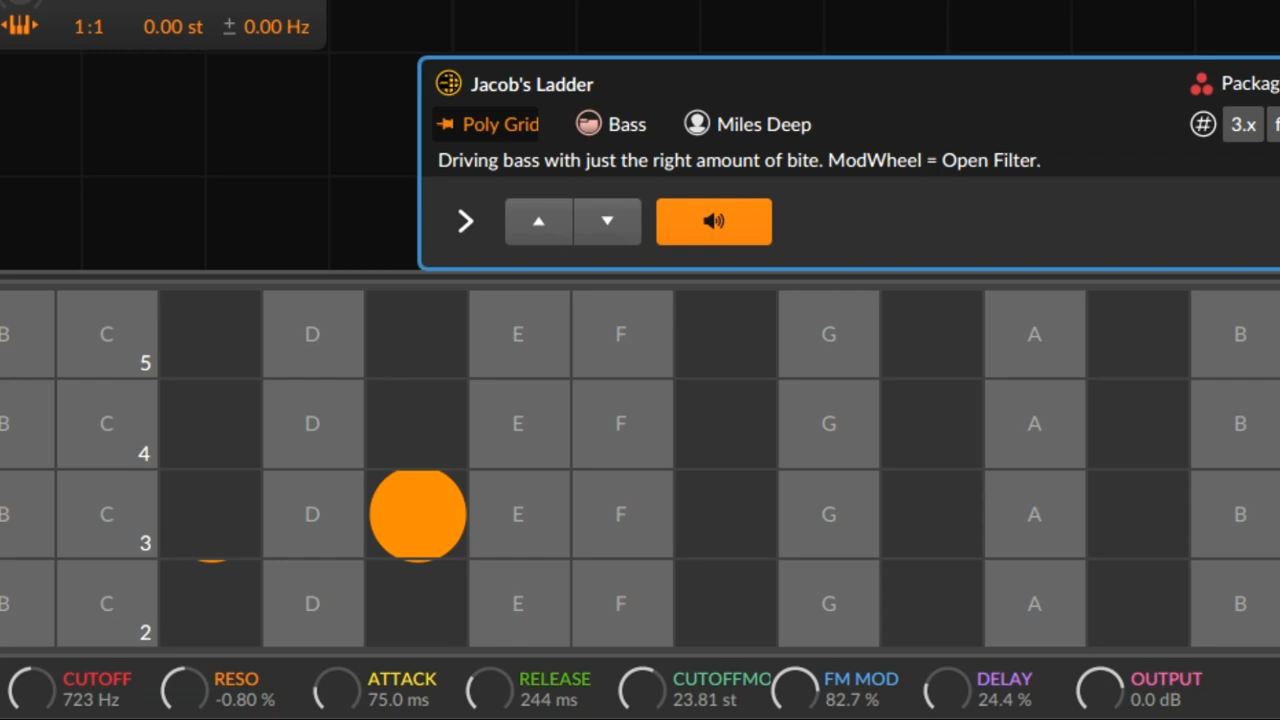 1:1 0.00 st ± 0.00 Hz
Jacob's Ladder
Packag
Poly Grid Bass Miles Deep
# 3.x f
Driving bass with just the right amount of bite. ModWheel = Open Filter.
B C 5 D E F G A B
B C 4 D E F G A B
B C 3 D E F G A B
B C 2 D E F G A B
CUTOFF RESO ATTACK RELEASE CUTOFFMO FM MOD DELAY OUTPUT
723 Hz -0.80 % 75.0 ms 244 ms 23.81 st 82.7 % 24.4 % 0.0 dB